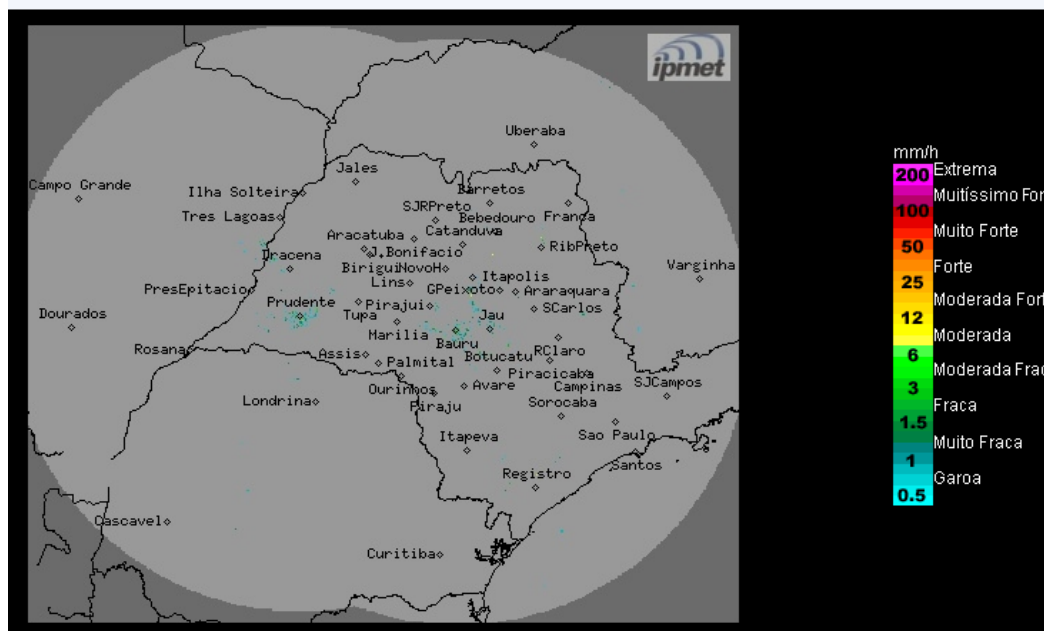 ipmet
Uberaba
Jales
Campo Grande
Ilha Solteira
Barretos
SJRPreto
Tres Lagoas
Bebedouro
Franca
Catanduva
Aracatuba
RibPreto
J.Bonifacio
Dracena
BiriguiNovoH
Varginha
Itapolis
Lins
PresEpitacio
GPeixoto
Araraquara
Prudente
Pirajui
SCarlos
Dourados
Tupa
Jau
Marilia
Bauru
Rosana
Assis
Botucatu
RClaro
Palmital
Piracicaba
SJCampos
Ourinhos
Avare
Campinas
Londrina
Piraju
Sorocaba
Itapeva
Sao Paulo
Santos
Registro
Cascavel
Curitiba
mm/h
200 Extrema
Muitíssimo For
100
Muito Forte
50
Forte
25
Moderada Fort
12
Moderada
6
Moderada Frac
3
Fraca
1.5
Muito Fraca
1
Garoa
0.5